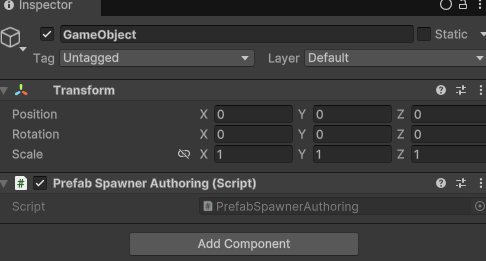 Inspector
GameObject Static
Tag Untagged Layer Default
Transform
Position X 0 Y 0 Z 0
Rotation X 0 Y 0 Z 0
Scale X 1 Y 1 Z 1
# Prefab Spawner Authoring (Script)
Script PrefabSpawnerAuthoring
Add Component